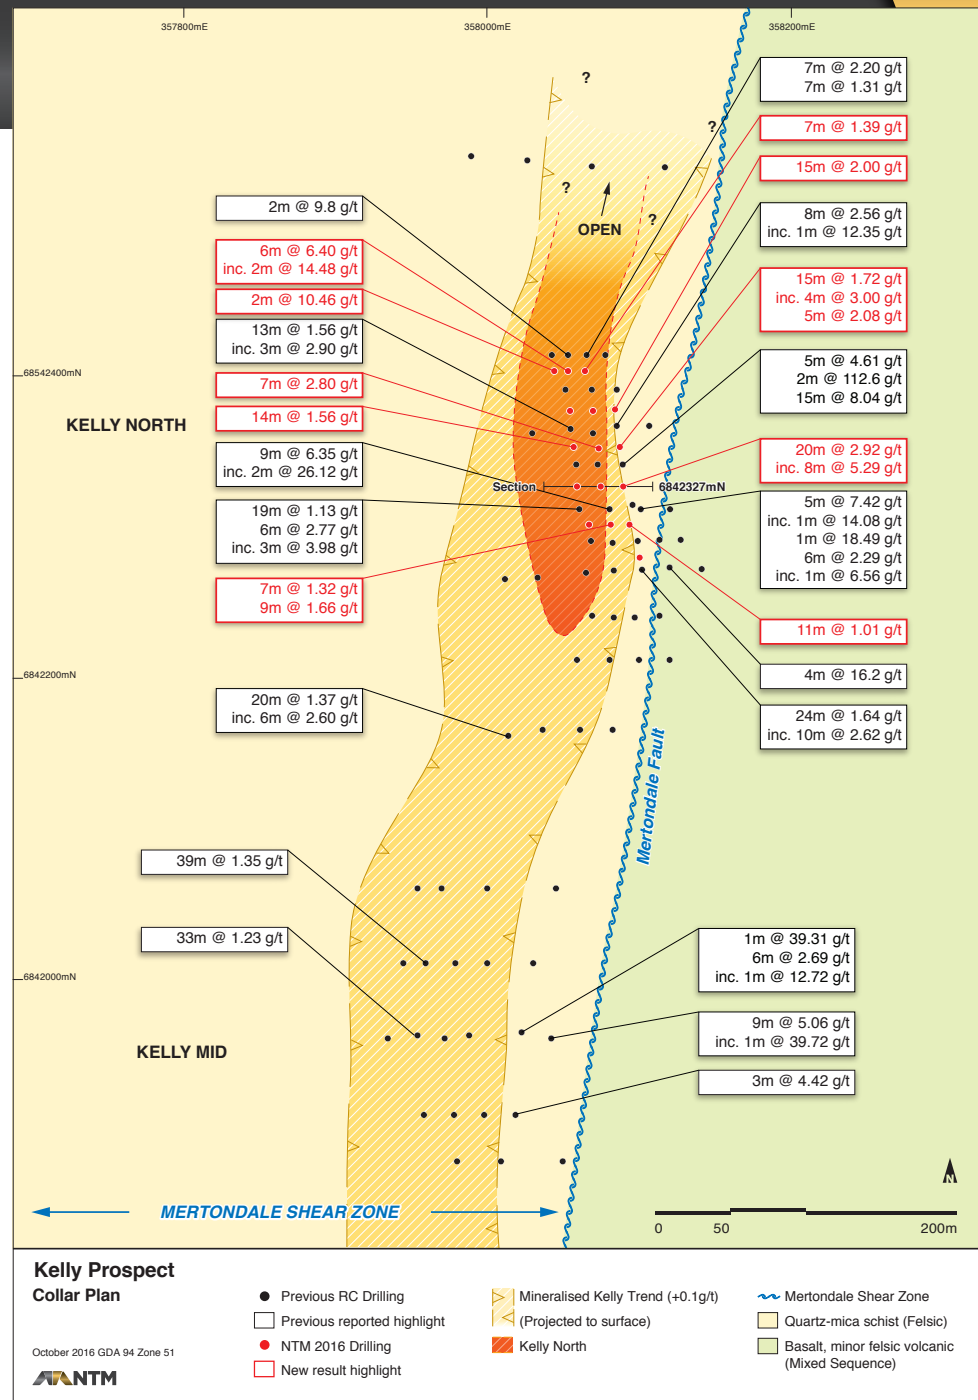 357800mE
358000mE
358200mE
?
?
?
?
OPEN
7m @ 2.20 g/t
7m @ 1.31 g/t
7m @ 1.39 g/t
15m @ 2.00 g/t
8m @ 2.56 g/t
inc. 1m @ 12.35 g/t
15m @ 1.72 g/t
inc. 4m @ 3.00 g/t
5m @ 2.08 g/t
5m @ 4.61 g/t
2m @ 112.6 g/t
15m @ 8.04 g/t
20m @ 2.92 g/t
inc. 8m @ 5.29 g/t
5m @ 7.42 g/t
inc. 1m @ 14.08 g/t
1m @ 18.49 g/t
6m @ 2.29 g/t
inc. 1m @ 6.56 g/t
11m @ 1.01 g/t
4m @ 16.2 g/t
24m @ 1.64 g/t
inc. 10m @ 2.62 g/t
2m @ 9.8 g/t
6m @ 6.40 g/t
inc. 2m @ 14.48 g/t
2m @ 10.46 g/t
13m @ 1.56 g/t
inc. 3m @ 2.90 g/t
7m @ 2.80 g/t
14m @ 1.56 g/t
9m @ 6.35 g/t
inc. 2m @ 26.12 g/t
19m @ 1.13 g/t
6m @ 2.77 g/t
inc. 3m @ 3.98 g/t
7m @ 1.32 g/t
9m @ 1.66 g/t
20m @ 1.37 g/t
inc. 6m @ 2.60 g/t
39m @ 1.35 g/t
33m @ 1.23 g/t
68542400mN
KELLY NORTH
Section
6842327mN
6842200mN
Mertondale Fault
6842000mN
KELLY MID
1m @ 39.31 g/t
6m @ 2.69 g/t
inc. 1m @ 12.72 g/t
9m @ 5.06 g/t
inc. 1m @ 39.72 g/t
3m @ 4.42 g/t
N
MERTONDALE SHEAR ZONE
0 50 200m
Kelly Prospect
Collar Plan
October 2016 GDA 94 Zone 51
NTM
Previous RC Drilling
Previous reported highlight
NTM 2016 Drilling
New result highlight
Mineralised Kelly Trend (+0.1g/t)
(Projected to surface)
Kelly North
Mertondale Shear Zone
Quartz-mica schist (Felsic)
Basalt, minor felsic volcanic
(Mixed Sequence)